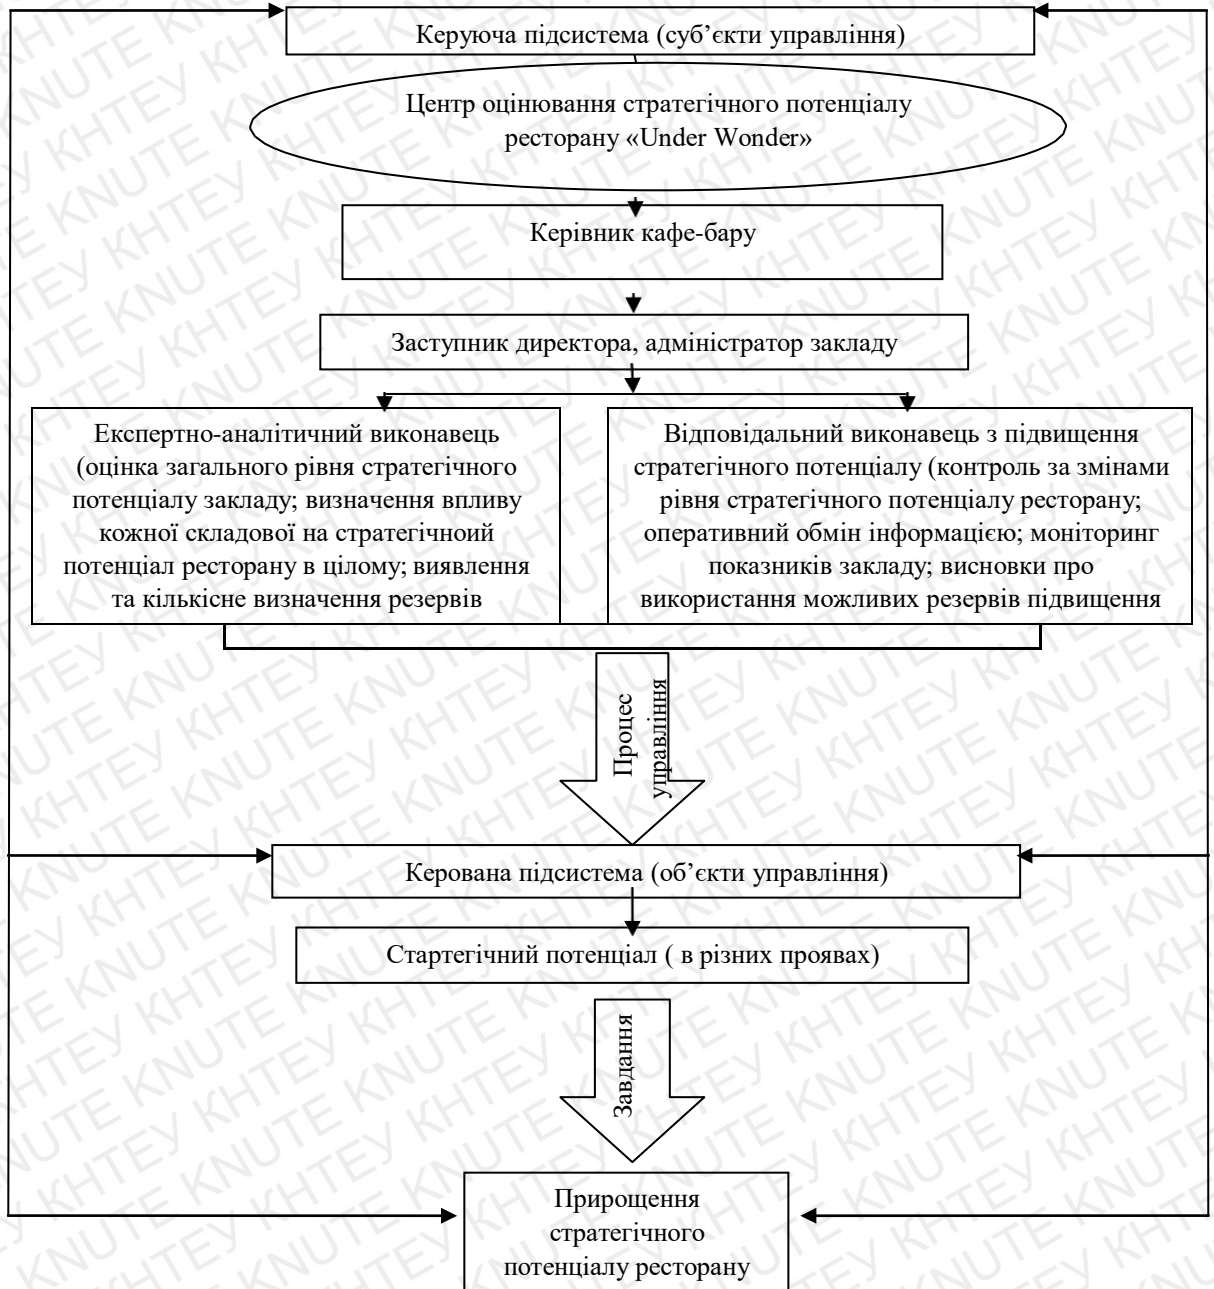 Керуюча підсистема (суб’єкти управління)
Центр оцінювання стратегічного потенціалу
ресторану «Under Wonder»
Керівник кафе-бару
Заступник директора, адміністратор закладу
Експертно-аналітичний виконавець
(оцінка загального рівня стратегічного
потенціалу закладу; визначення впливу
кожної складової на стратегічноий
потенціал ресторану в цілому; виявлення
та кількісне визначення резервів
Відповідальний виконавець з підвищення
стратегічного потенціалу (контроль за змінами
рівня стратегічного потенціалу ресторану;
оперативний обмін інформацією; моніторинг
показників закладу; висновки про
використання можливих резервів підвищення
Процес
управління
Керована підсистема (об’єкти управління)
Стартегічний потенціал ( в різних проявах)
Завдання
Прирощення
стратегічного
потенціалу ресторану